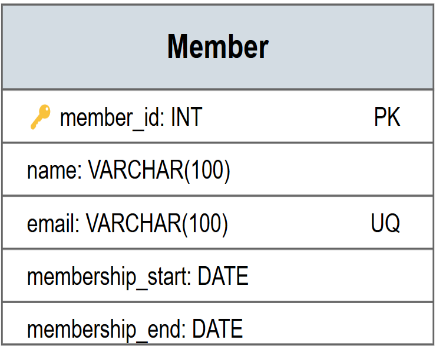 Member
member_id: INT PK
name: VARCHAR(100)
email: VARCHAR(100) UQ
membership_start: DATE
membership_end: DATE